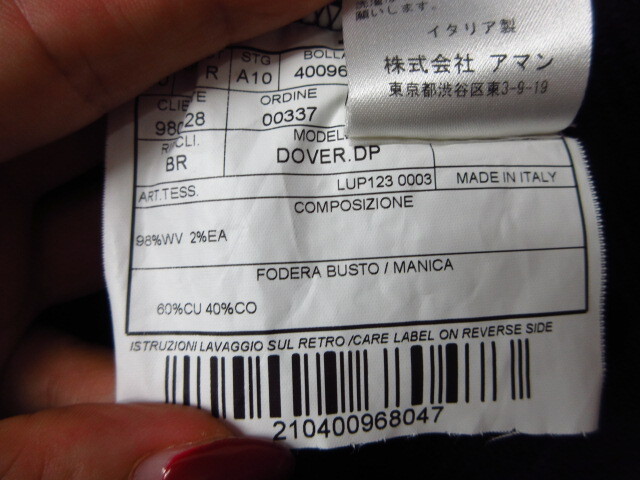 願いします。
イタリア製
株式会社 アマン
東京都渋谷区東3-9-19
STG
R A10 40096
ORDINE
00337
BR DOVER.DP
ART.TESS. LUP123 0003 MADE IN ITALY
COMPOSIZIONE
98%WV 2%EA
FODERA BUSTO / MANICA
60%CU 40%CO
ISTRUZIONI LAVAGGIO SUL RETRO /CARE LABEL ON REVERSE SIDE
210400968047